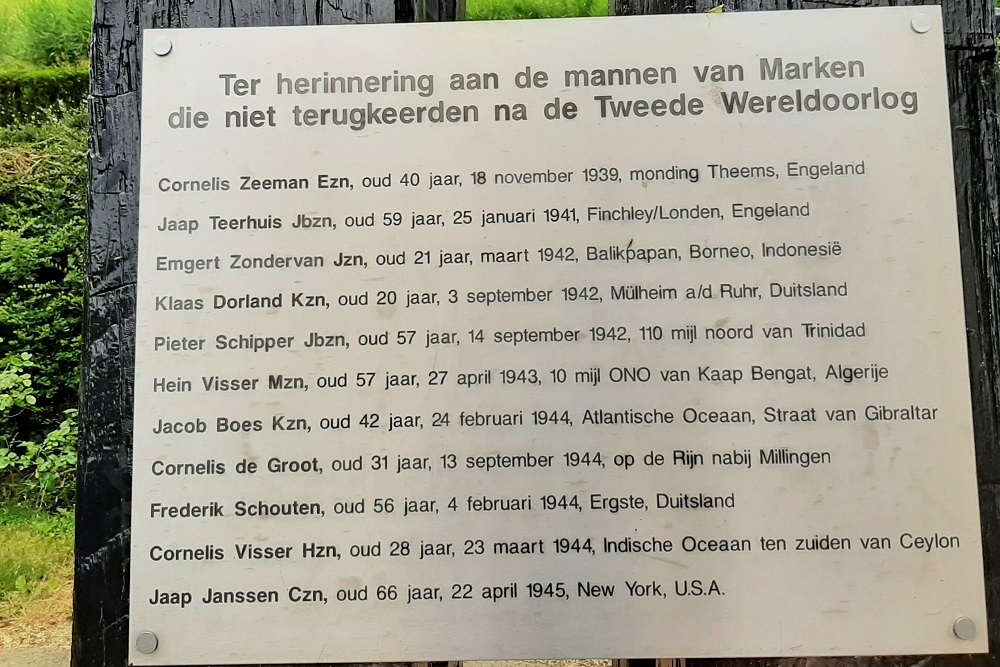 Ter herinnering aan de mannen van Marken
die niet terugkeerden na de Tweede Wereldoorlog
Cornelis Zeeman Ezn, oud 40 jaar, 18 november 1939, monding Theems, Engeland
Jaap Teerhuis Jbzn, oud 59 jaar, 25 januari 1941, Finchley/Londen, Engeland
Emgert Zondervan Jzn, oud 21 jaar, maart 1942, Balikpapan, Borneo, Indonesië
Klaas Dorland Kzn, oud 20 jaar, 3 september 1942, Mülheim a/d Ruhr, Duitsland
Pieter Schipper Jbzn, oud 57 jaar, 14 september 1942, 110 mijl noord van Trinidad
Hein Visser Mzn, oud 57 jaar, 27 april 1943, 10 mijl ONO van Kaap Bengat, Algerije
Jacob Boes Kzn, oud 42 jaar, 24 februari 1944, Atlantische Oceaan, Straat van Gibraltar
Cornelis de Groot, oud 31 jaar, 13 september 1944, op de Rijn nabij Millingen
Frederik Schouten, oud 56 jaar, 4 februari 1944, Ergste, Duitsland
Cornelis Visser Hzn, oud 28 jaar, 23 maart 1944, Indische Oceaan ten zuiden van Ceylon
Jaap Janssen Czn, oud 66 jaar, 22 april 1945, New York, U.S.A.